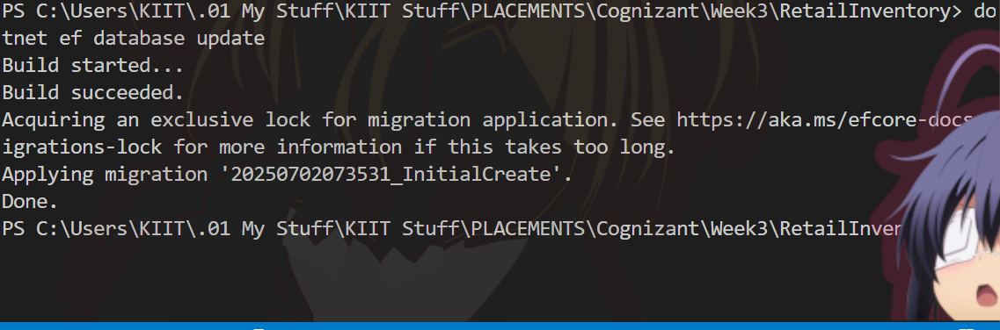 PS C:\Users\KIIT\.01 My Stuff\KIIT Stuff\PLACEMENTS\Cognizant\Week3\RetailInventory> do
tnet ef database update
Build started...
Build succeeded.
Acquiring an exclusive lock for migration application. See https://aka.ms/efcore-docs
igrations-lock for more information if this takes too long.
Applying migration '20250702073531_InitialCreate'.
Done.
PS C:\Users\KIIT\.01 My Stuff\KIIT Stuff\PLACEMENTS\Cognizant\Week3\RetailInver